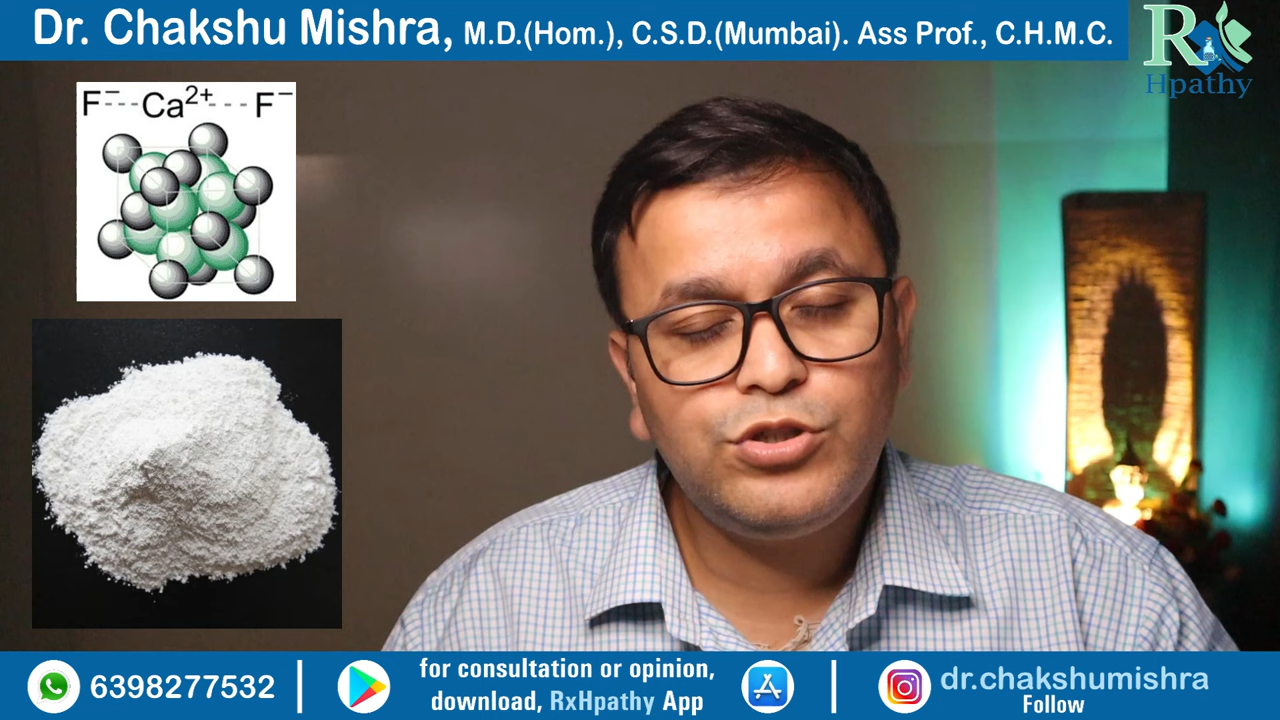 Dr. Chakshu Mishra, M.D.(Hom.), C.S.D.(Mumbai). Ass Prof., C.H.M.C.
Rx
Hpathy
F⁻---Ca²⁺---F⁻
6398277532
for consultation or opinion,
download, RxHpathy App
dr.chakshumishra
Follow